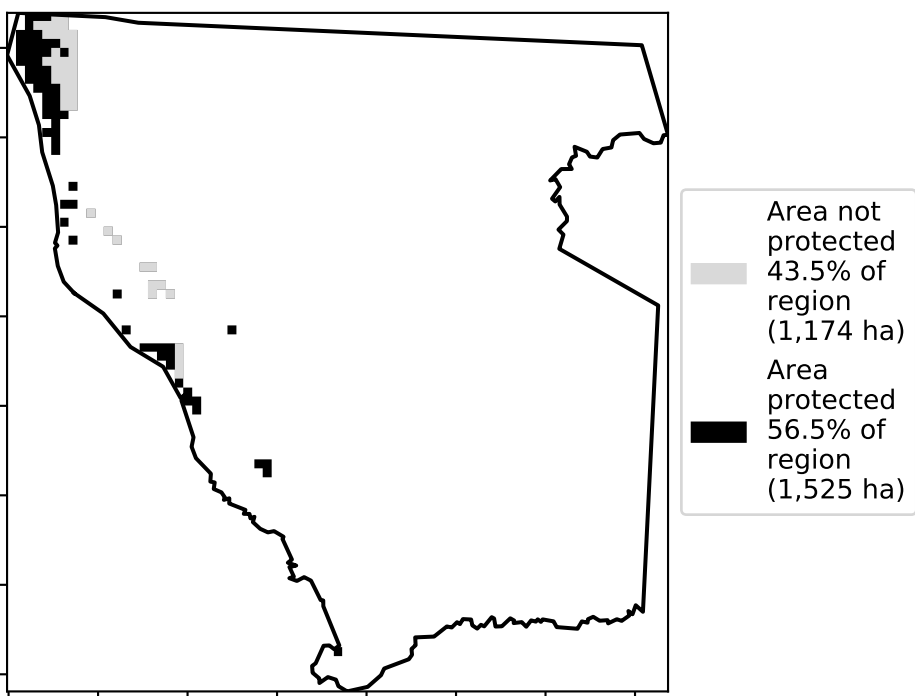 Area not
protected
43.5% of
region
(1,174 ha)
Area
protected
56.5% of
region
(1,525 ha)